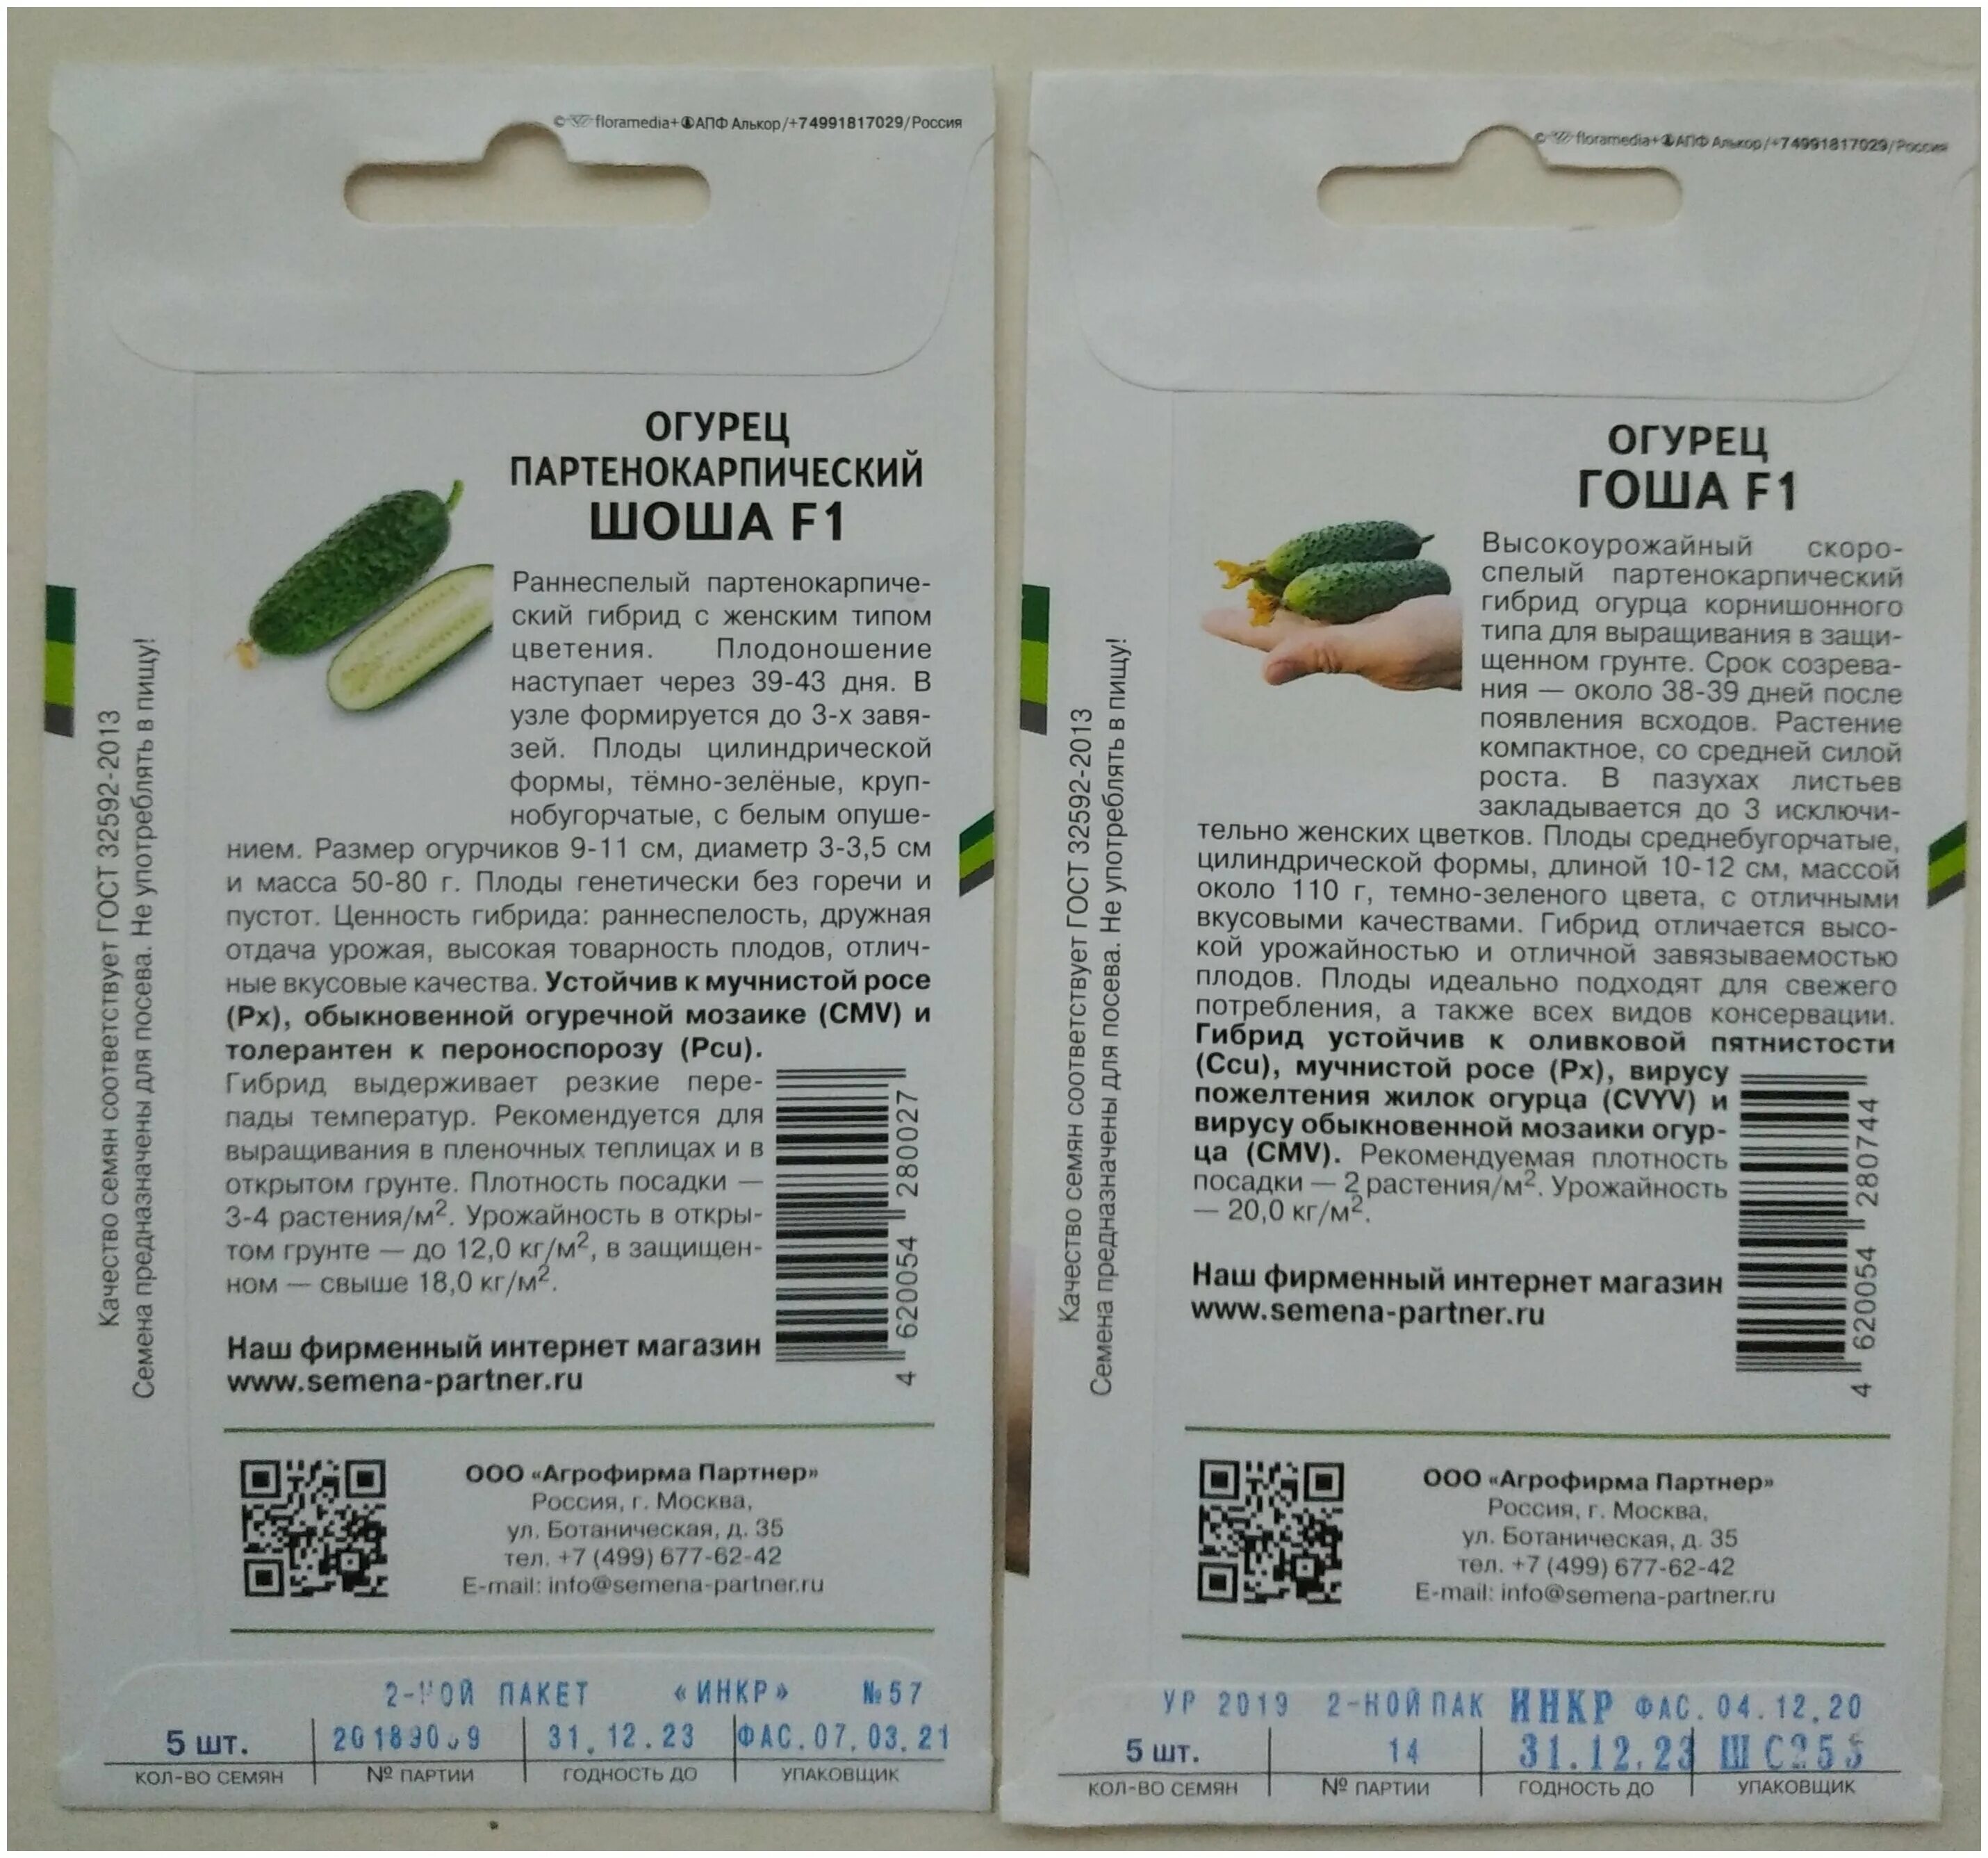 © floramedia+ АПФ Алькор/+74991817029/Россия
ОГУРЕЦ
ПАРТЕНОКАРПИЧЕСКИЙ
ШОША F1
Раннеспелый партенокарпиче-
ский гибрид с женским типом
цветения. Плодоношение
наступает через 39-43 дня. В
узле формируется до 3-х завя-
зей. Плоды цилиндрической
формы, тёмно-зелёные, круп-
нобугорчатые, с белым опуше-
нием. Размер огурчиков 9-11 см, диаметр 3-3,5 см
и масса 50-80 г. Плоды генетически без горечи и
пустот. Ценность гибрида: раннеспелость, дружная
отдача урожая, высокая товарность плодов, отлич-
ные вкусовые качества. Устойчив к мучнистой росе
(Px), обыкновенной огуречной мозаике (CMV) и
толерантен к пероноспорозу (Pcu).
Гибрид выдерживает резкие пере-
пады температур. Рекомендуется для
выращивания в пленочных теплицах и в
открытом грунте. Плотность посадки —
3-4 растения/м². Урожайность в откры-
том грунте — до 12,0 кг/м², в защищен-
ном — свыше 18,0 кг/м².
Наш фирменный интернет магазин
www.semena-partner.ru
4 620054 280027
Качество семян соответствует ГОСТ 32592-2013
Семена предназначены для посева. Не употреблять в пищу!
ООО «Агрофирма Партнер»
Россия, г. Москва,
ул. Ботаническая, д. 35
тел. +7 (499) 677-62-42
E-mail: info@semena-partner.ru
2-НОЙ ПАКЕТ «ИНКР» №57
5 шт. 31.12.23 ФАС.07.03.21
КОЛ-ВО СЕМЯН № ПАРТИИ ГОДНОСТЬ ДО УПАКОВЩИК
© floramedia+ АПФ Алькор/+74991817029/Россия
ОГУРЕЦ
ГОША F1
Высокоурожайный скоро-
спелый партенокарпический
гибрид огурца корнишонного
типа для выращивания в защи-
щенном грунте. Срок созрева-
ния — около 38-39 дней после
появления всходов. Растение
компактное, со средней силой
роста. В пазухах листьев
закладывается до 3 исключи-
тельно женских цветков. Плоды среднебугорчатые,
цилиндрической формы, длиной 10-12 см, массой
около 110 г, темно-зеленого цвета, с отличными
вкусовыми качествами. Гибрид отличается высо-
кой урожайностью и отличной завязываемостью
плодов. Плоды идеально подходят для свежего
потребления, а также всех видов консервации.
Гибрид устойчив к оливковой пятнистости
(Ccu), мучнистой росе (Px), вирусу
пожелтения жилок огурца (CVYV) и
вирусу обыкновенной мозаики огур-
ца (CMV). Рекомендуемая плотность
посадки — 2 растения/м². Урожайность
— 20,0 кг/м².
Наш фирменный интернет магазин
www.semena-partner.ru
4 620054 280744
Качество семян соответствует ГОСТ 32592-2013
Семена предназначены для посева. Не употреблять в пищу!
ООО «Агрофирма Партнер»
Россия, г. Москва,
ул. Ботаническая, д. 35
тел. +7 (499) 677-62-42
E-mail: info@semena-partner.ru
УР 2019 2-НОЙ ПАК ИНКР ФАС. 04.12.20
5 шт. 14 31.12.23 Ш
КОЛ-ВО СЕМЯН № ПАРТИИ ГОДНОСТЬ ДО УПАКОВЩИК